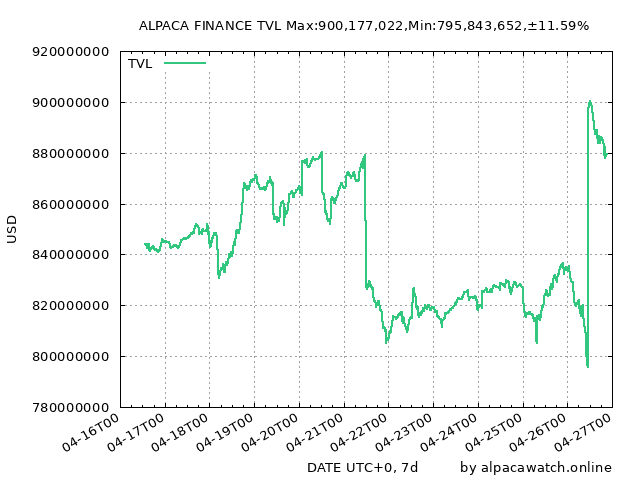 ALPACA FINANCE TVL Max:900,177,022,Min:795,843,652,±11.59%
920000000
TVL
900000000
880000000
860000000
USD
840000000
820000000
800000000
780000000
04-16T00
04-17T00
04-18T00
04-19T00
04-20T00
04-21T00
04-22T00
04-23T00
04-24T00
04-25T00
04-26T00
04-27T00
DATE UTC+0, 7d
by alpacawatch.online